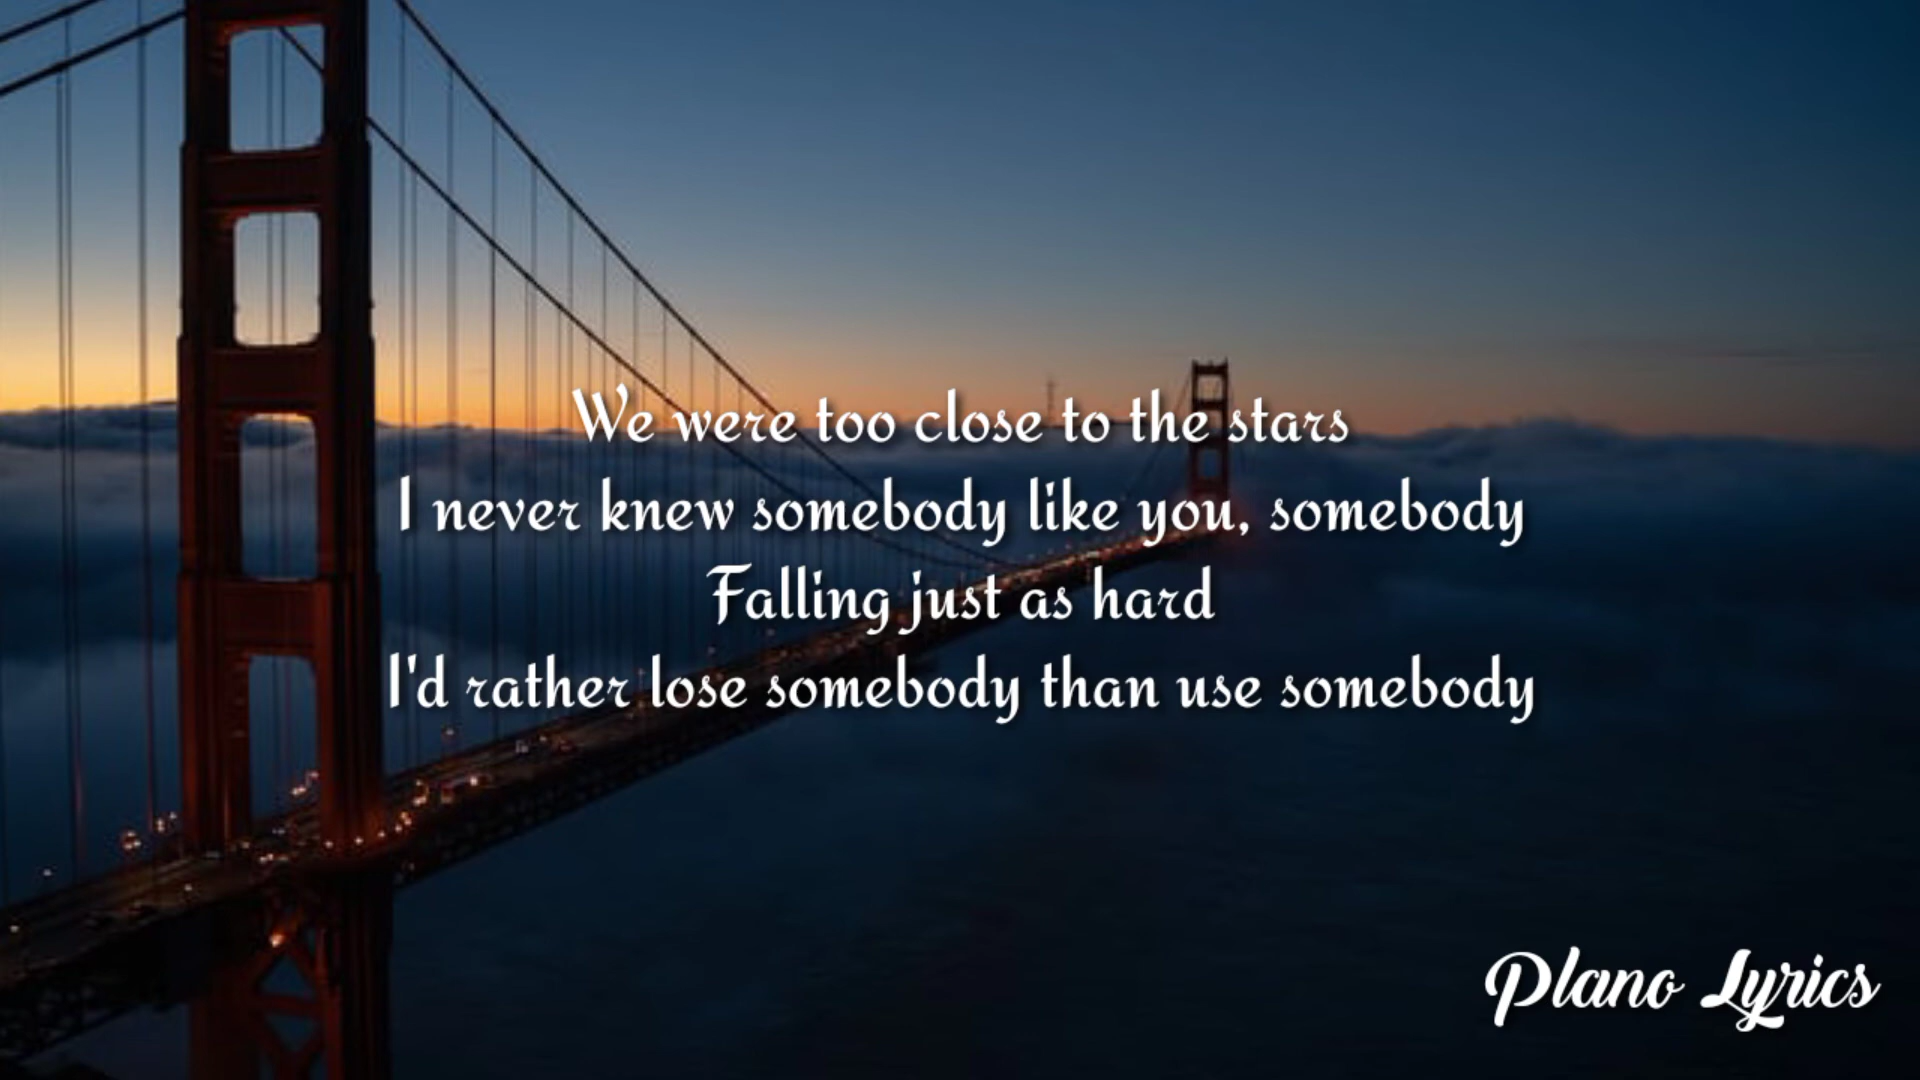 We were too close to the stars
I never knew somebody like you, somebody
Falling just as hard
I'd rather lose somebody than use somebody
Plano Lyrics